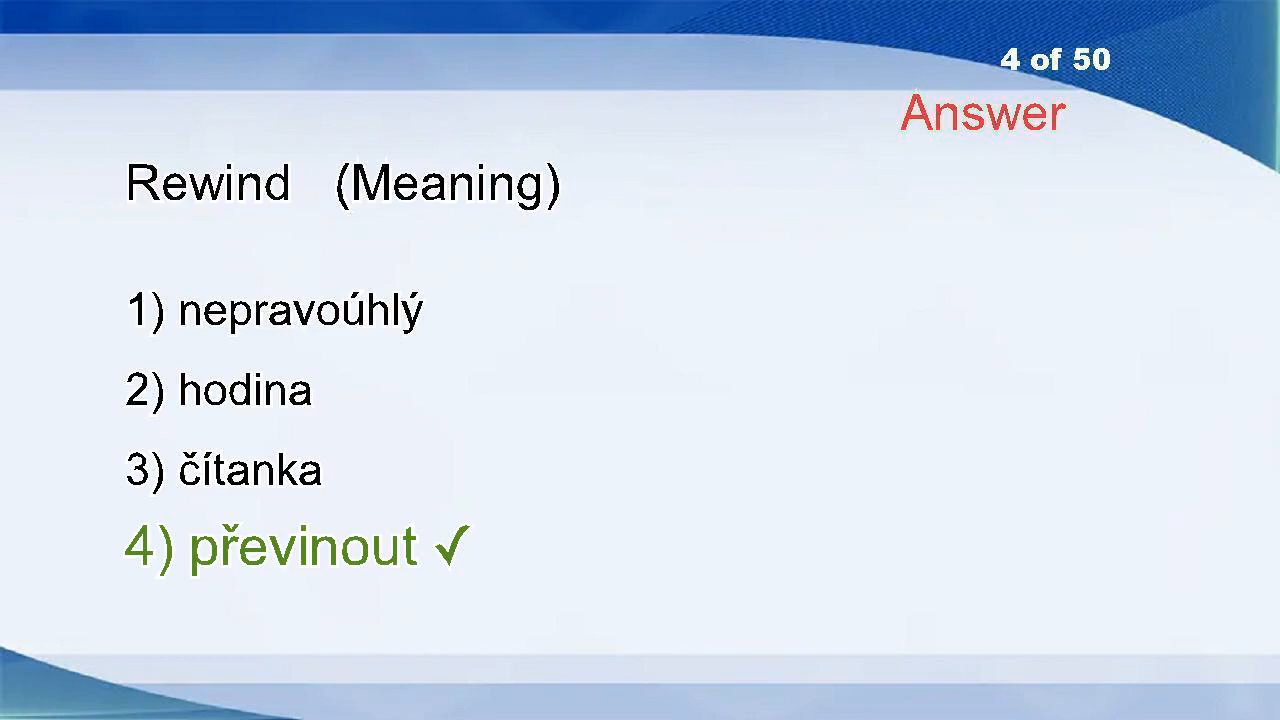 4 of 50
Answer
Rewind (Meaning)
1) nepravoúhlý
2) hodina
3) čítanka
4) převinout ✓